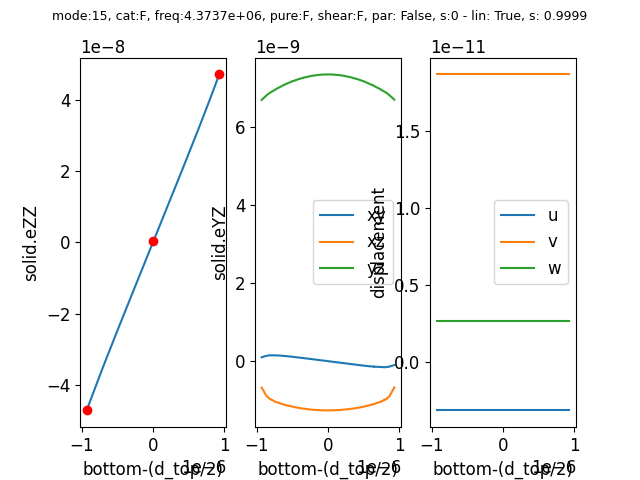 mode:15, cat:F, freq:4.3737e+06, pure:F, shear:F, par: False, s:0 - lin: True, s: 0.9999
1e−8
4
2
0
−2
−4
solid.eZZ
−1
0
1
1e−6
bottom-(d_top/2)
1e−9
6
4
2
0
solid.eYZ
xy
xz
yz
−1
0
1
1e−6
bottom-(d_top/2)
1e−11
1.5
1.0
0.5
0.0
displacement
u
v
w
−1
0
1
1e−6
bottom-(d_top/2)